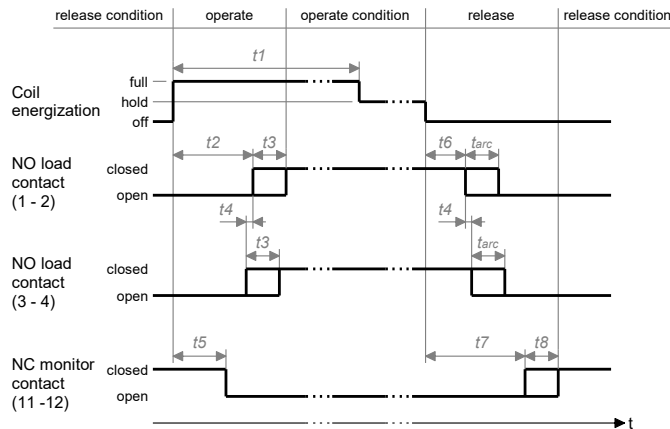 release condition operate operate condition release release condition
t1
full
Coil
energization
hold
off
t2 t3 t6 tarc
NO load
contact
(1 - 2)
closed
open
t4 t4
t3 tarc
NO load
contact
(3 - 4)
closed
open
t5 t7 t8
NC monitor
contact
(11 -12)
closed
open
t